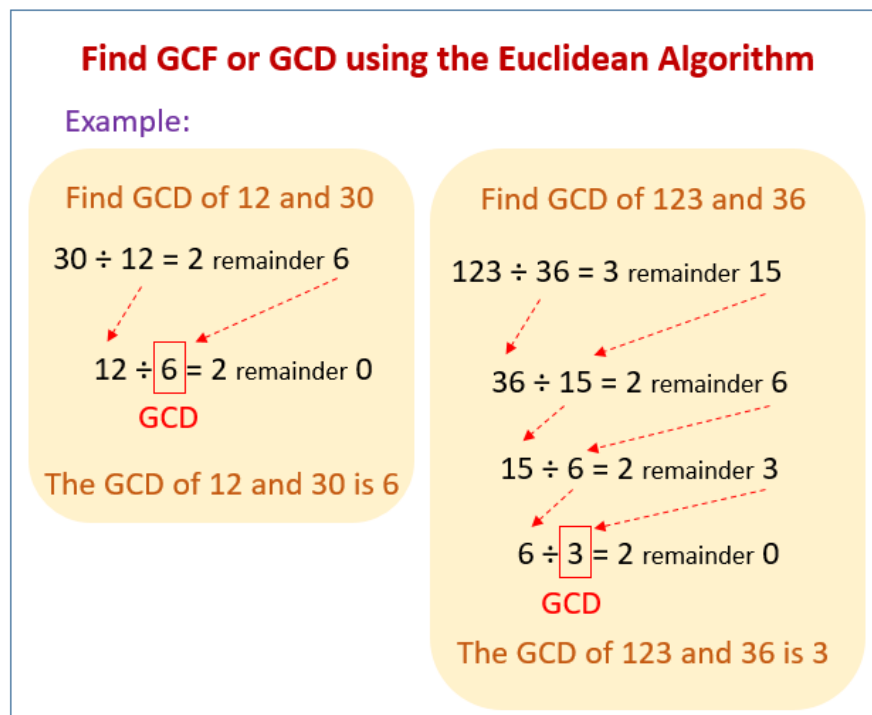 Find GCF or GCD using the Euclidean Algorithm
Example:
Find GCD of 12 and 30
30 ÷ 12 = 2 remainder 6
12 ÷ 6 = 2 remainder 0
GCD
The GCD of 12 and 30 is 6
Find GCD of 123 and 36
123 ÷ 36 = 3 remainder 15
36 ÷ 15 = 2 remainder 6
15 ÷ 6 = 2 remainder 3
6 ÷ 3 = 2 remainder 0
GCD
The GCD of 123 and 36 is 3